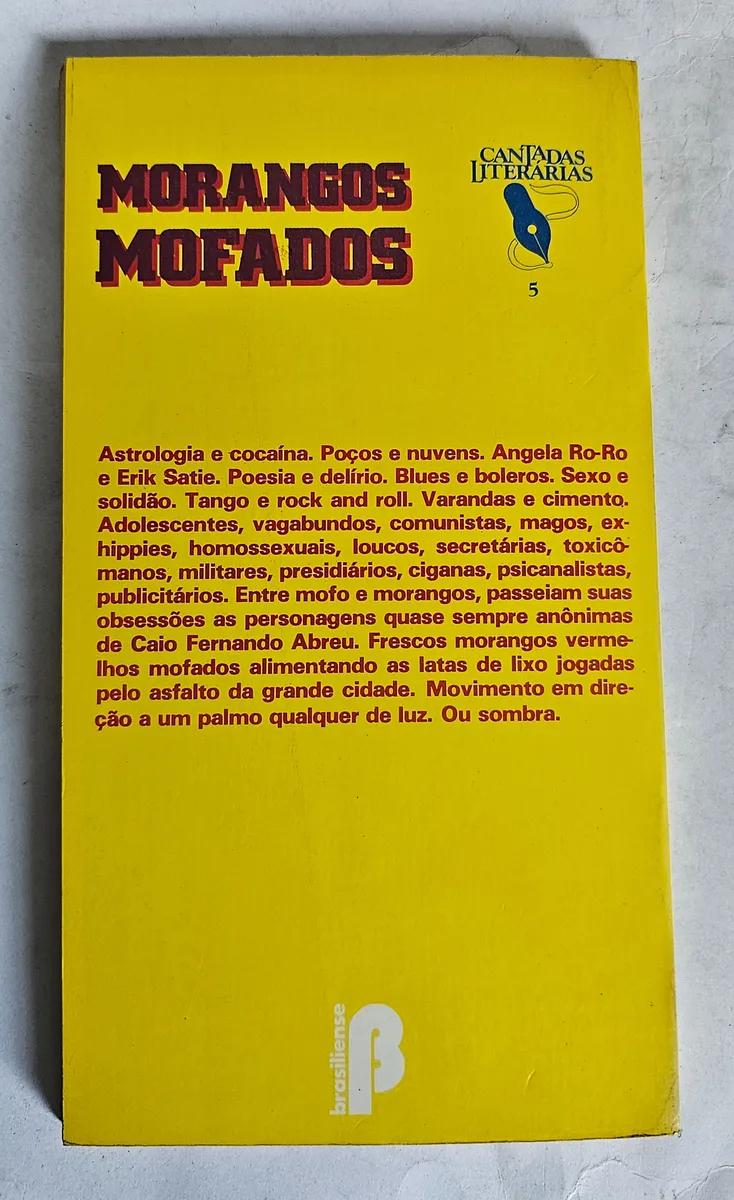 MORANGOS
MOFADOS
CANTADAS
LITERÁRIAS
5
Astrologia e cocaína. Poços e nuvens. Angela Ro-Ro
e Erik Satie. Poesia e delírio. Blues e boleros. Sexo e
solidão. Tango e rock and roll. Varandas e cimento.
Adolescentes, vagabundos, comunistas, magos, ex-
hippies, homossexuais, loucos, secretárias, toxicô-
manos, militares, presidiários, ciganas, psicanalistas,
publicitários. Entre mofo e morangos, passeiam suas
obsessões as personagens quase sempre anônimas
de Caio Fernando Abreu. Frescos morangos verme-
lhos mofados alimentando as latas de lixo jogadas
pelo asfalto da grande cidade. Movimento em dire-
ção a um palmo qualquer de luz. Ou sombra.
brasiliense